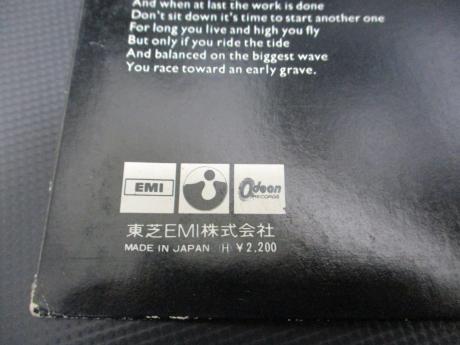 And when at last the work is done
Don't sit down it's time to start another one
For long you live and high you fly
But only if you ride the tide
And balanced on the biggest wave
You race toward an early grave.
EMI
Odeon
RECORDS
東芝EMI株式会社
MADE IN JAPAN (H) ¥2,200